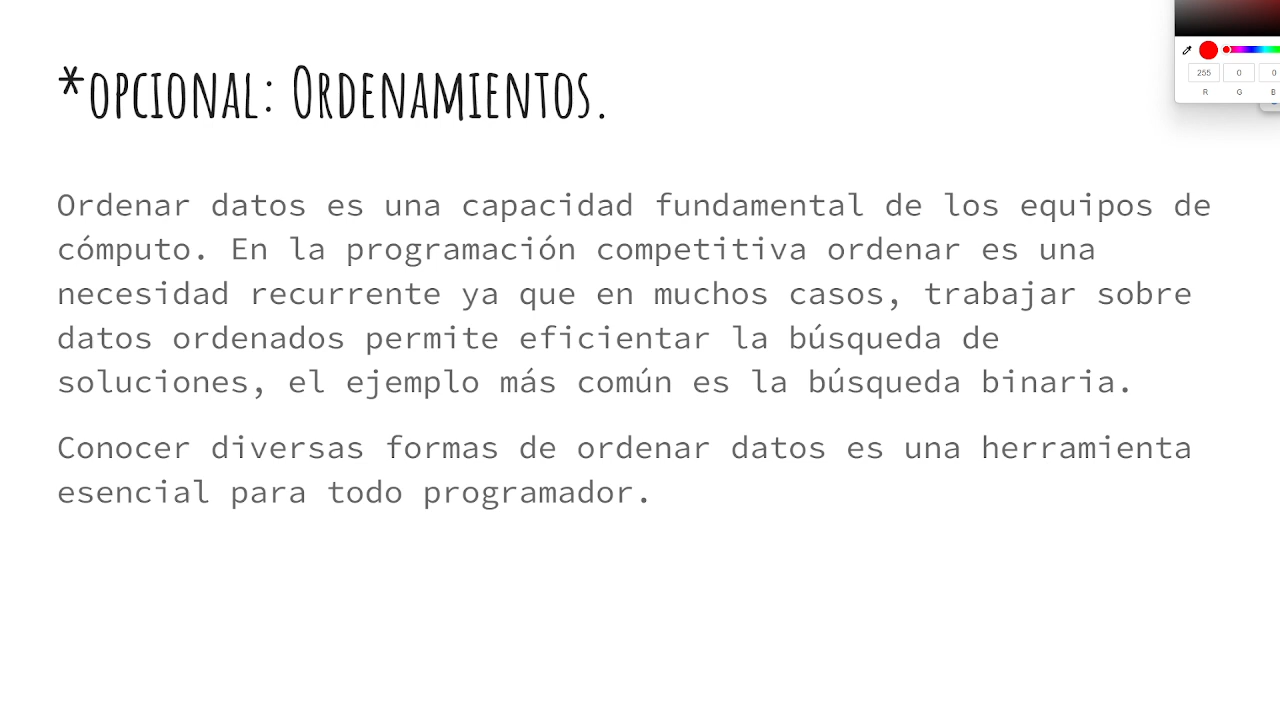 *opcional: Ordenamientos.
Ordenar datos es una capacidad fundamental de los equipos de
cómputo. En la programación competitiva ordenar es una
necesidad recurrente ya que en muchos casos, trabajar sobre
datos ordenados permite eficientar la búsqueda de
soluciones, el ejemplo más común es la búsqueda binaria.
Conocer diversas formas de ordenar datos es una herramienta
esencial para todo programador.
255 0 0
R G B